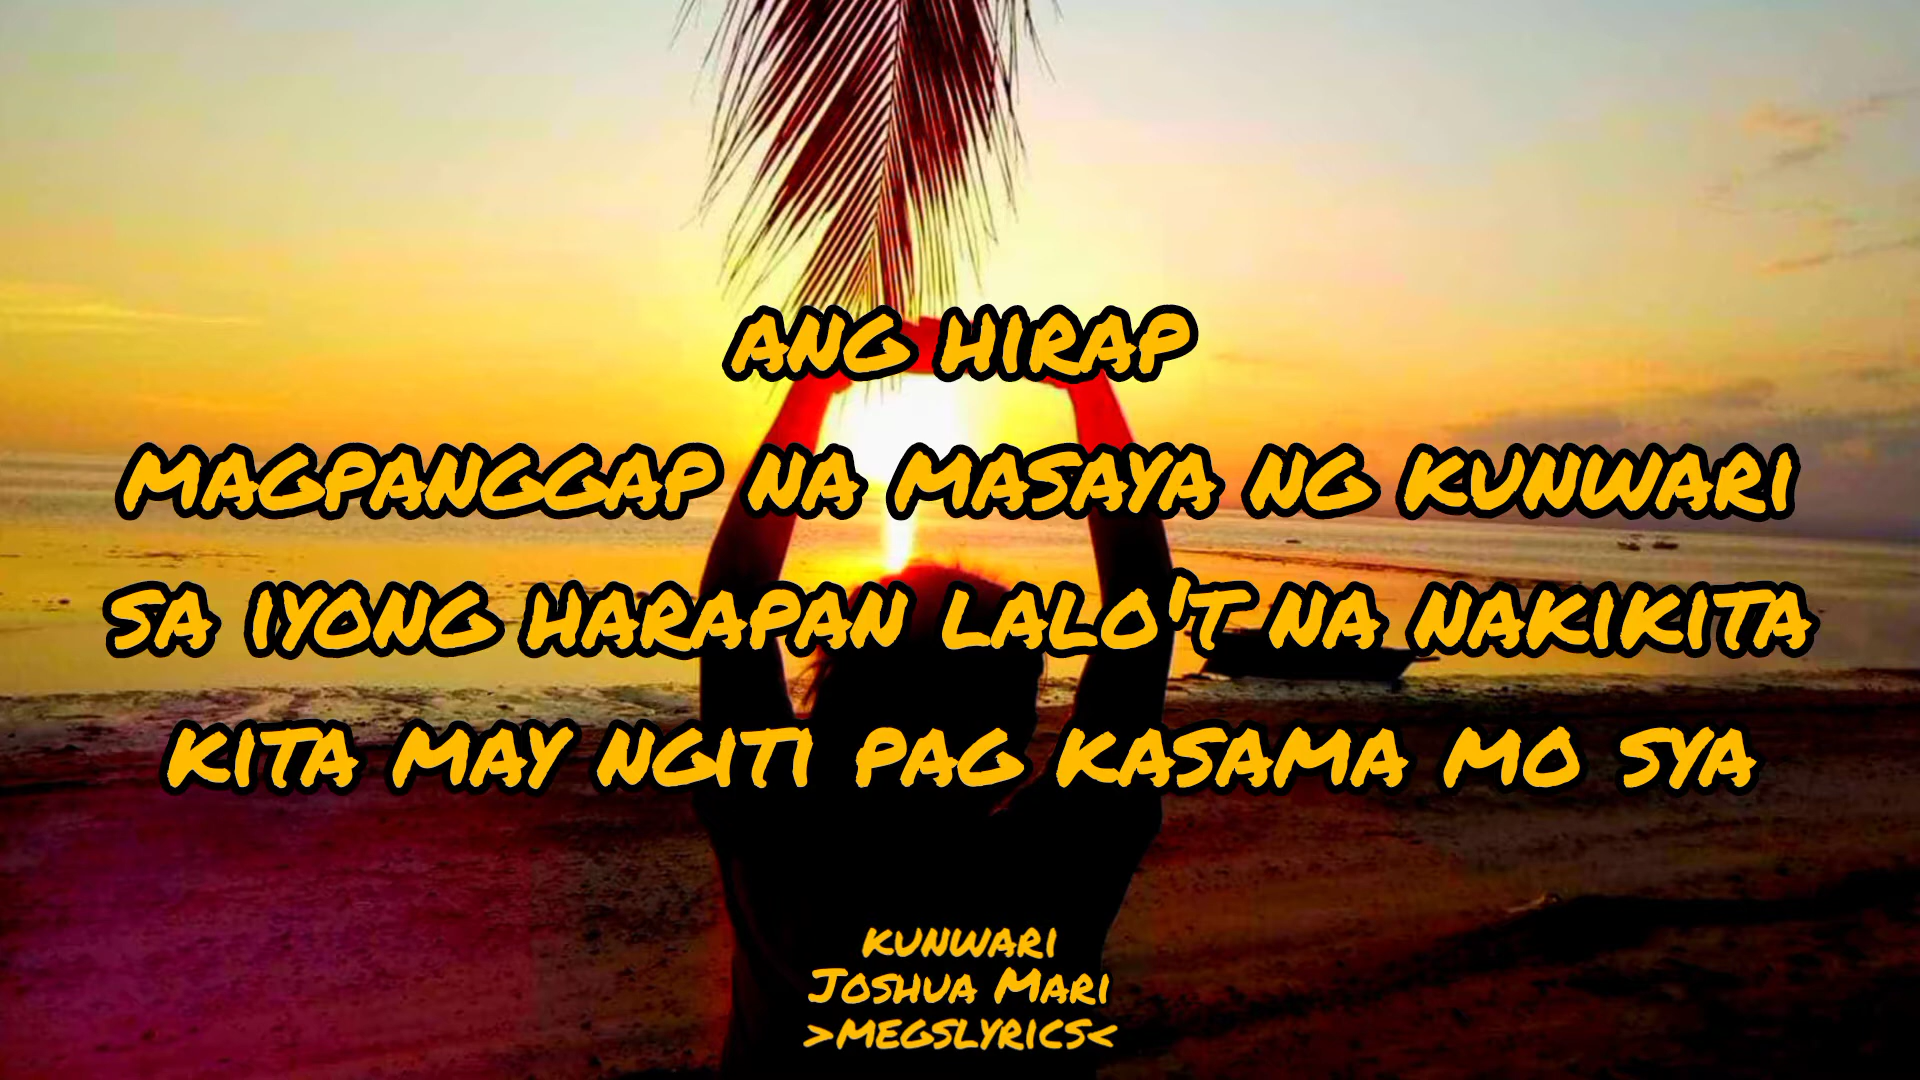 ANG HIRAP
MAGPANGGAP NA MASAYA NG KUNWARI
SA IYONG HARAPAN LALO'T NA NAKIKITA
KITA MAY NGITI PAG KASAMA MO SYA
KUNWARI
JOSHUA MARI
>MEGSLYRICS<